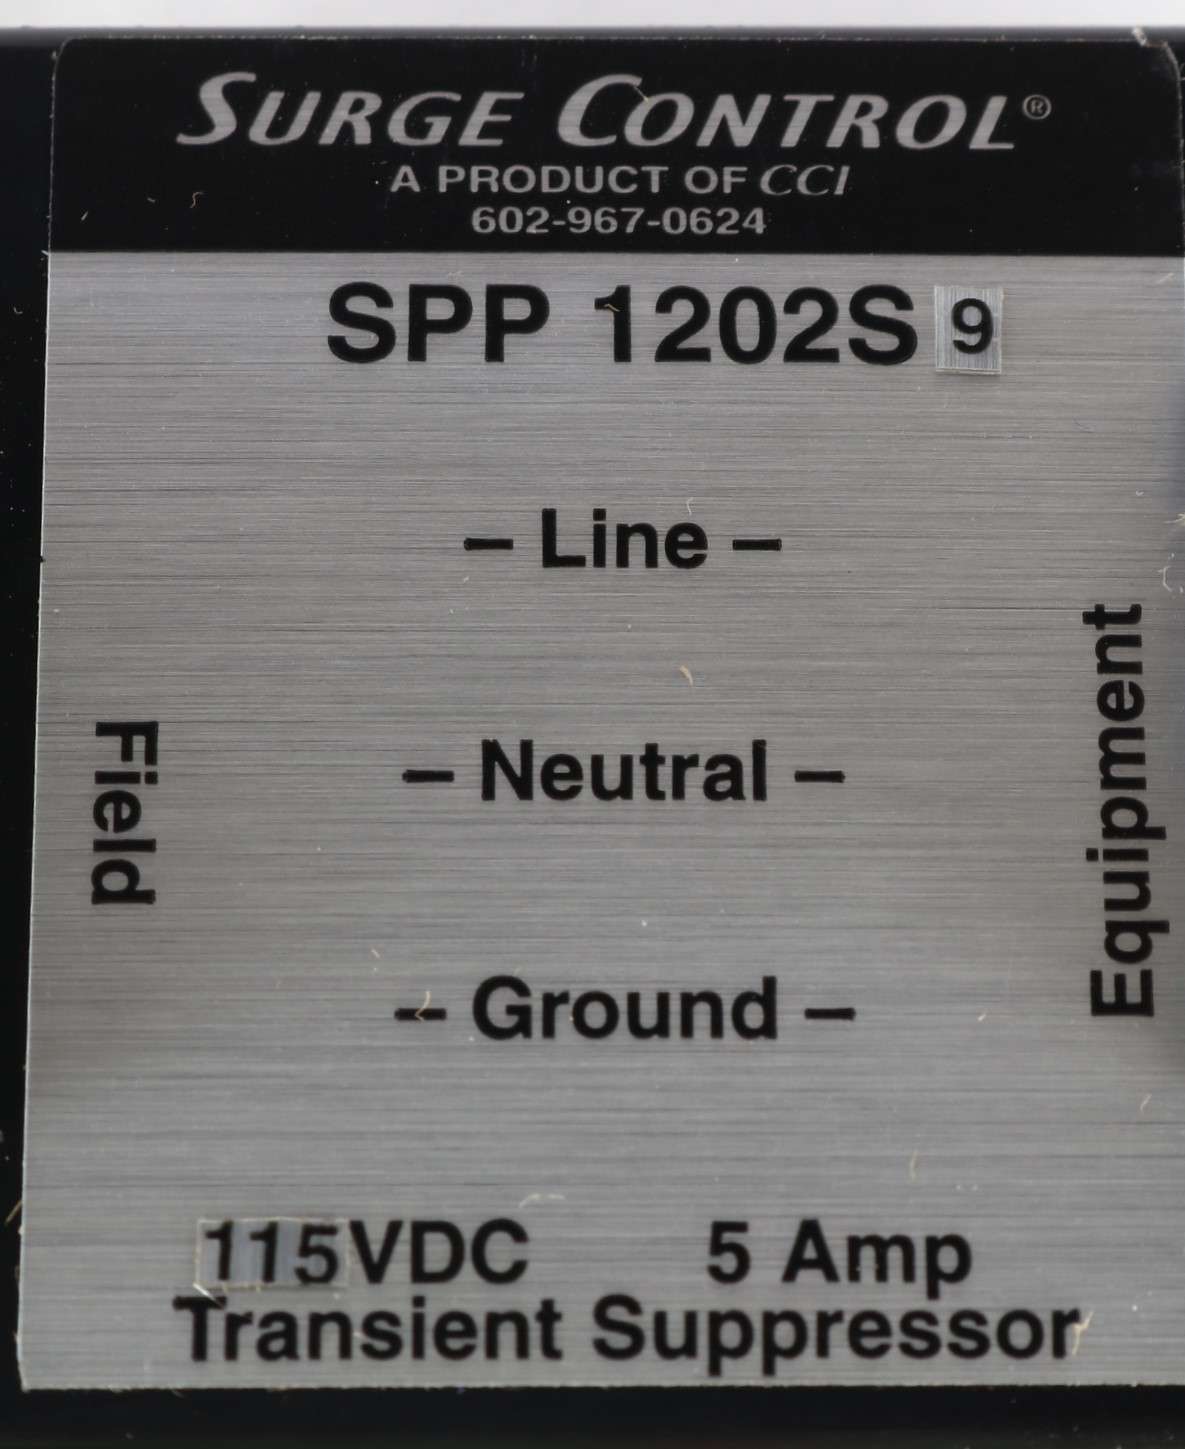 SURGE CONTROL®
A PRODUCT OF CCI
602-967-0624
SPP 1202S 9
– Line –
– Neutral –
– Ground –
Field
Equipment
115VDC 5 Amp
Transient Suppressor